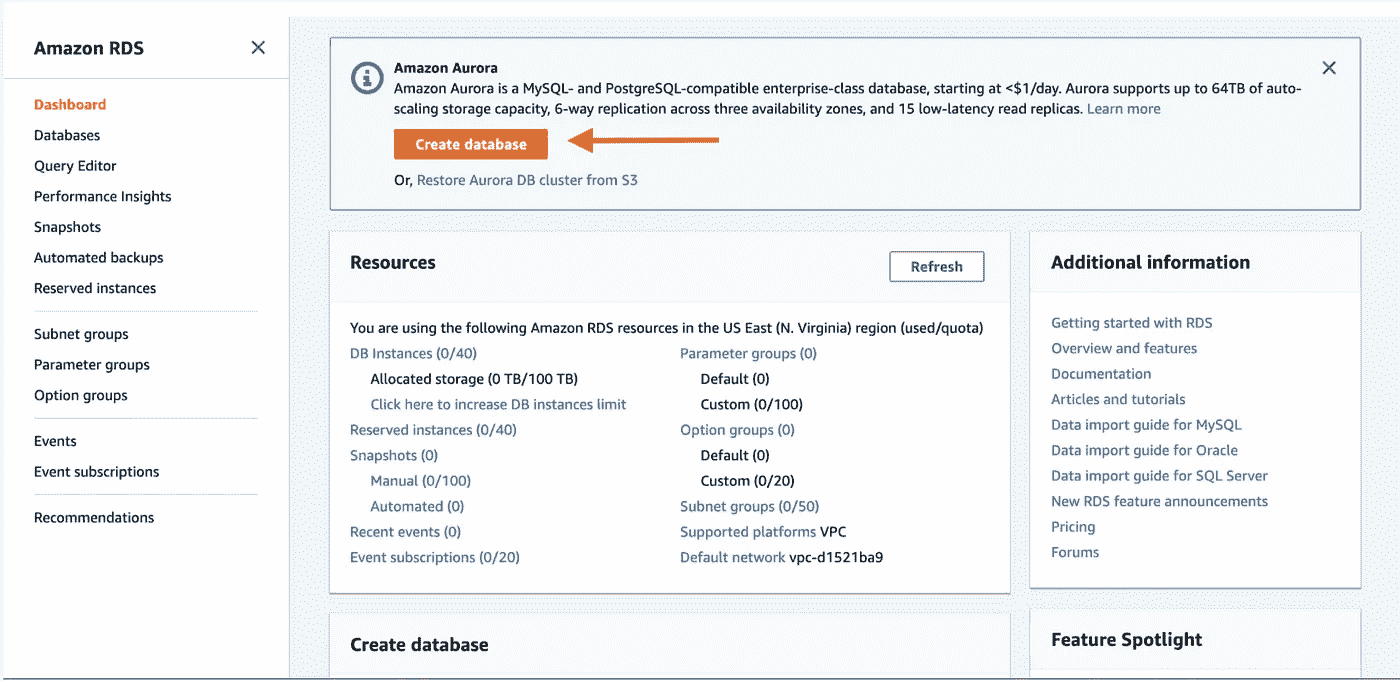 Amazon RDS
Dashboard
Databases
Query Editor
Performance Insights
Snapshots
Automated backups
Reserved instances
Subnet groups
Parameter groups
Option groups
Events
Event subscriptions
Recommendations
Amazon Aurora
Amazon Aurora is a MySQL- and PostgreSQL-compatible enterprise-class database, starting at <$1/day. Aurora supports up to 64TB of auto-
scaling storage capacity, 6-way replication across three availability zones, and 15 low-latency read replicas. Learn more
Create database
Or, Restore Aurora DB cluster from S3
Resources
Refresh
You are using the following Amazon RDS resources in the US East (N. Virginia) region (used/quota)
DB Instances (0/40)
Allocated storage (0 TB/100 TB)
Click here to increase DB instances limit
Reserved instances (0/40)
Snapshots (0)
Manual (0/100)
Automated (0)
Recent events (0)
Event subscriptions (0/20)
Parameter groups (0)
Default (0)
Custom (0/100)
Option groups (0)
Default (0)
Custom (0/20)
Subnet groups (0/50)
Supported platforms VPC
Default network vpc-d1521ba9
Additional information
Getting started with RDS
Overview and features
Documentation
Articles and tutorials
Data import guide for MySQL
Data import guide for Oracle
Data import guide for SQL Server
New RDS feature announcements
Pricing
Forums
Create database
Feature Spotlight